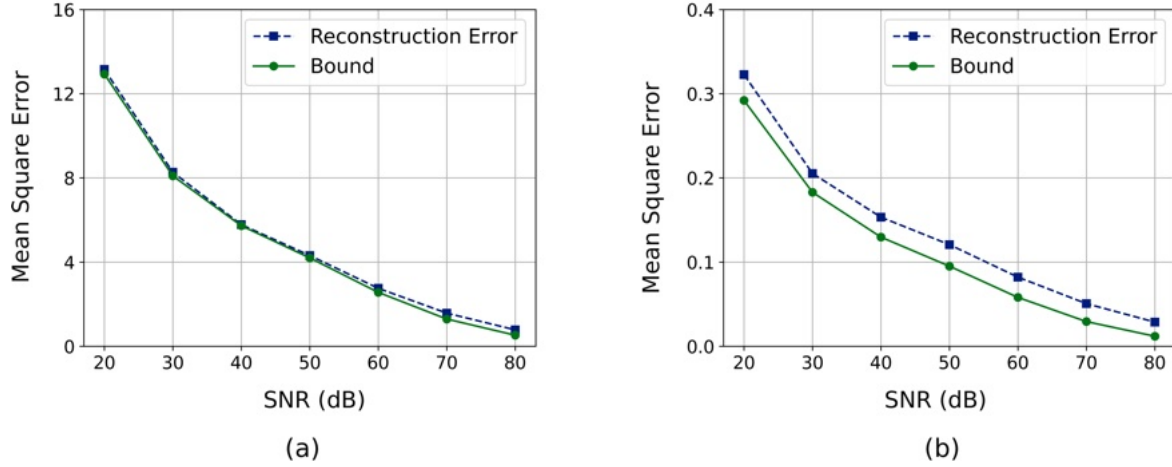 16
12
8
4
0
Mean Square Error
Reconstruction Error
Bound
20 30 40 50 60 70 80
SNR (dB)
(a)
0.4
0.3
0.2
0.1
0.0
Mean Square Error
Reconstruction Error
Bound
20 30 40 50 60 70 80
SNR (dB)
(b)